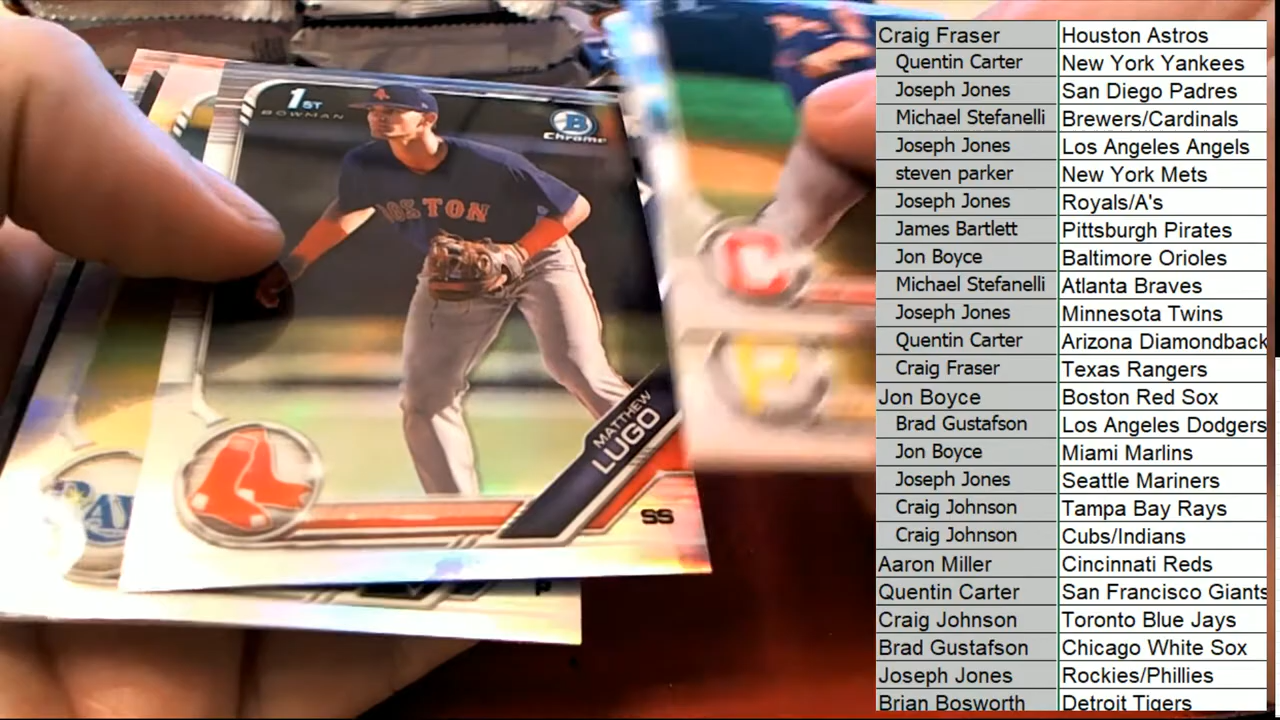 1ST
BOWMAN
B
Chrome
BOSTON
MATTHEW
LUGO
SS
RAYS
P
Craig Fraser Houston Astros
Quentin Carter New York Yankees
Joseph Jones San Diego Padres
Michael Stefanelli Brewers/Cardinals
Joseph Jones Los Angeles Angels
steven parker New York Mets
Joseph Jones Royals/A's
James Bartlett Pittsburgh Pirates
Jon Boyce Baltimore Orioles
Michael Stefanelli Atlanta Braves
Joseph Jones Minnesota Twins
Quentin Carter Arizona Diamondback
Craig Fraser Texas Rangers
Jon Boyce Boston Red Sox
Brad Gustafson Los Angeles Dodgers
Jon Boyce Miami Marlins
Joseph Jones Seattle Mariners
Craig Johnson Tampa Bay Rays
Craig Johnson Cubs/Indians
Aaron Miller Cincinnati Reds
Quentin Carter San Francisco Giants
Craig Johnson Toronto Blue Jays
Brad Gustafson Chicago White Sox
Joseph Jones Rockies/Phillies
Brian Bosworth Detroit Tigers